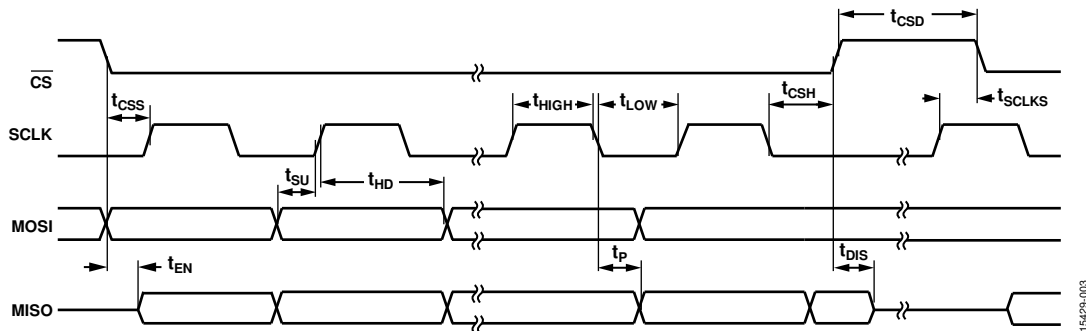 tCSD
CS
tCSS
tHIGH
tLOW
tCSH
tSCLKS
SCLK
tSU
tHD
MOSI
tEN
tP
tDIS
MISO
15429-003